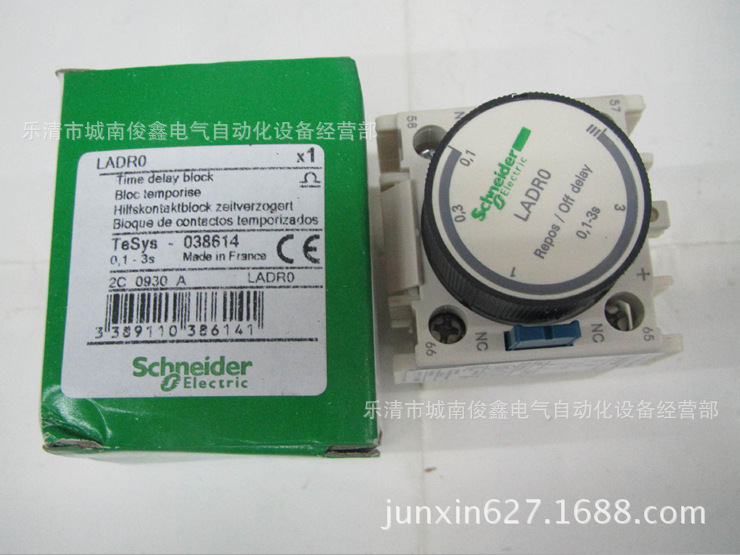 乐清市城南俊鑫电气自动化设备经营部
LADR0 x1
Time delay block
Bloc temporise
Hilfskontaktblock zeitverzogert
Bloque de contactos temporizados
TeSys - 038614
0,1 - 3s Made in France CE
2C 0930 A LADR0
3 389110 386141
Schneider
Electric
58
57
0,1
0,3
1
3
Schneider
Electric
LADR0
Repos / Off delay
0,1-3s
+
66
NC
NC
65
乐清市城南俊鑫电气自动化设备经营部
junxin627.1688.com